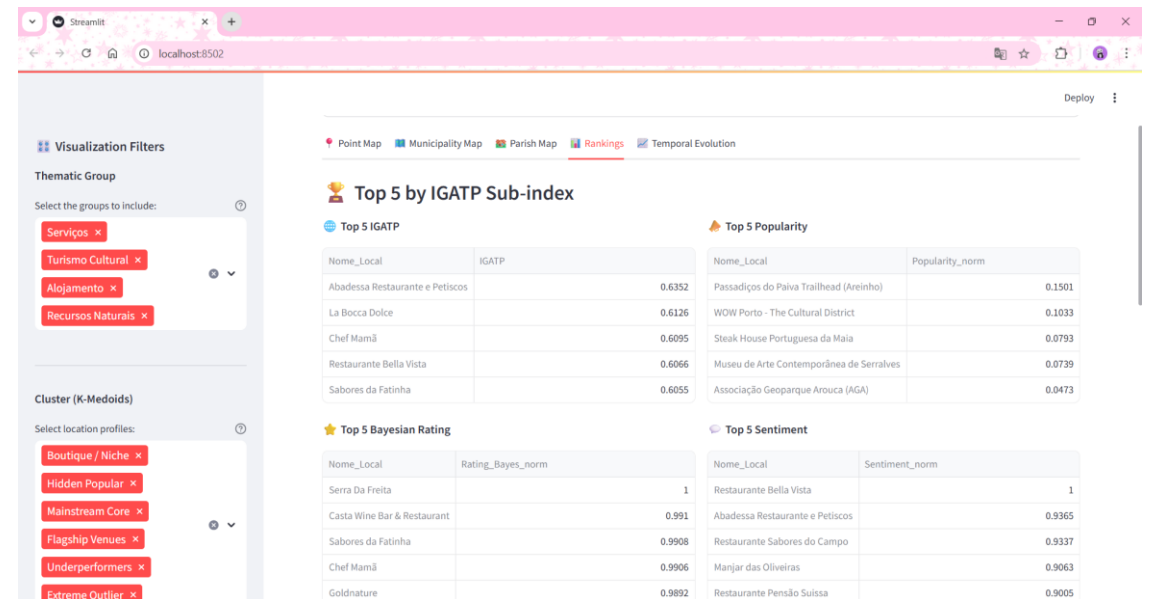 Streamlit
localhost:8502
Deploy
Visualization Filters
Thematic Group
Select the groups to include:
Serviços ×
Turismo Cultural ×
Alojamento ×
Recursos Naturais ×
Cluster (K-Medoids)
Select location profiles:
Boutique / Niche ×
Hidden Popular ×
Mainstream Core ×
Flagship Venues ×
Underperformers ×
Extreme Outlier ×
Point Map Municipality Map Parish Map Rankings Temporal Evolution
Top 5 by IGATP Sub-index
Top 5 IGATP
Nome_Local IGATP
Abadessa Restaurante e Petiscos 0.6352
La Bocca Dolce 0.6126
Chef Mamã 0.6095
Restaurante Bella Vista 0.6066
Sabores da Fatinha 0.6055
Top 5 Popularity
Nome_Local Popularity_norm
Passadiços do Paiva Trailhead (Areinho) 0.1501
WOW Porto - The Cultural District 0.1033
Steak House Portuguesa da Maia 0.0793
Museu de Arte Contemporânea de Serralves 0.0739
Associação Geoparque Arouca (AGA) 0.0473
Top 5 Bayesian Rating
Nome_Local Rating_Bayes_norm
Serra Da Freita 1
Casta Wine Bar & Restaurant 0.991
Sabores da Fatinha 0.9908
Chef Mamã 0.9906
Goldnature 0.9892
Top 5 Sentiment
Nome_Local Sentiment_norm
Restaurante Bella Vista 1
Abadessa Restaurante e Petiscos 0.9365
Restaurante Sabores do Campo 0.9337
Manjar das Oliveiras 0.9063
Restaurante Pensão Suissa 0.9005